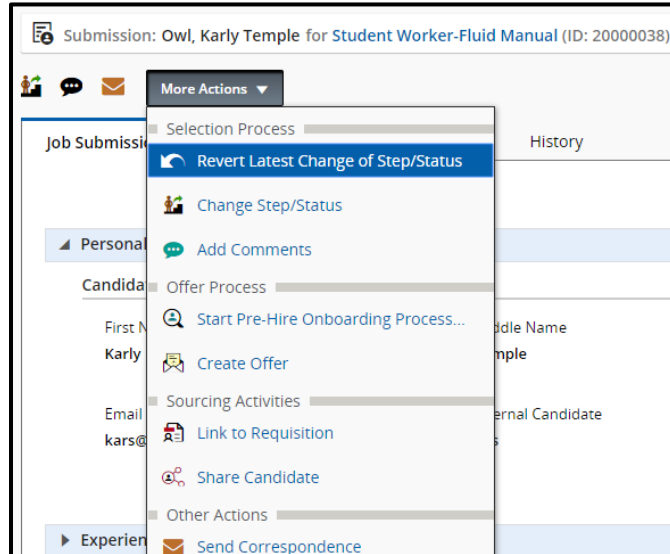 Submission: Owl, Karly Temple for Student Worker-Fluid Manual (ID: 20000038)
More Actions
Job Submissi
History
Selection Process
Revert Latest Change of Step/Status
Change Step/Status
Add Comments
Personal
Offer Process
Candida
Start Pre-Hire Onboarding Process...
First N
ddle Name
Karly
mple
Create Offer
Sourcing Activities
Email
ernal Candidate
Link to Requisition
kars@
Share Candidate
Other Actions
Experien
Send Correspondence